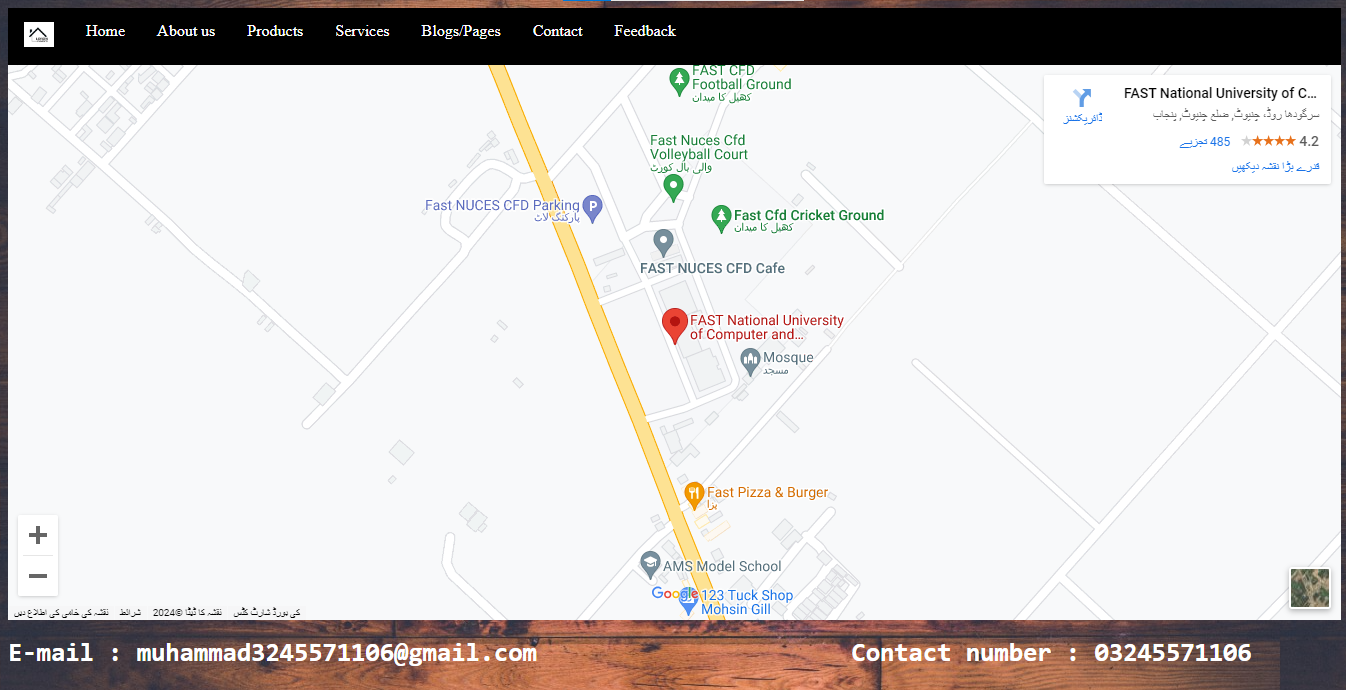 Home About us Products Services Blogs/Pages Contact Feedback
FAST CFD
Football Ground
کھیل کا میدان
FAST National University of C...
سرگودھا روڈ، چنیوٹ, ضلع چنیوٹ, پنجاب
ڈائریکشنز
4.2 485 تجزیے
قدرے بڑا نقشہ دیکھیں
Fast Nuces Cfd
Volleyball Court
والی بال کورٹ
Fast NUCES CFD Parking
پارکنگ لاٹ
P
Fast Cfd Cricket Ground
کھیل کا میدان
FAST NUCES CFD Cafe
FAST National University
of Computer and...
Mosque
مسجد
Fast Pizza & Burger
پزا
AMS Model School
Google
123 Tuck Shop
Mohsin Gill
کی بورڈ شارٹ کٹس نقشہ کا ڈیٹا ©2024 شرائط نقشہ کی خامی کی اطلاع دیں
E-mail : muhammad3245571106@gmail.com
Contact number : 03245571106